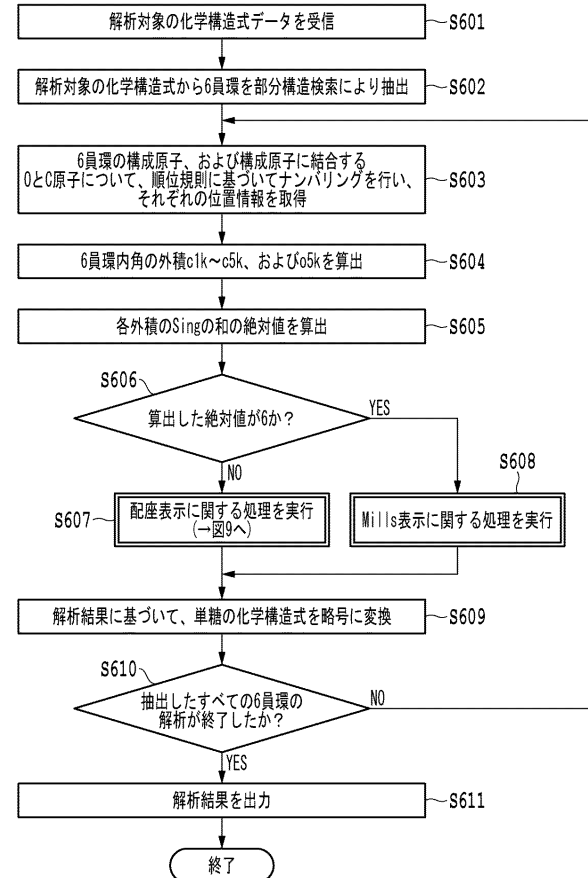 解析対象の化学構造式データを受信
S601
解析対象の化学構造式から6員環を部分構造検索により抽出
S602
6員環の構成原子、および構成原子に結合する
OとC原子について、順位規則に基づいてナンバリングを行い、
それぞれの位置情報を取得
S603
6員環内角の外積c1k～c5k、およびo5kを算出
S604
各外積のSingの和の絶対値を算出
S605
S606
算出した絶対値が6か？
YES
NO
S608
S607
配座表示に関する処理を実行
(→図9へ)
Mills表示に関する処理を実行
解析結果に基づいて、単糖の化学構造式を略号に変換
S609
S610
抽出したすべての6員環の
解析が終了したか？
NO
YES
解析結果を出力
S611
終了